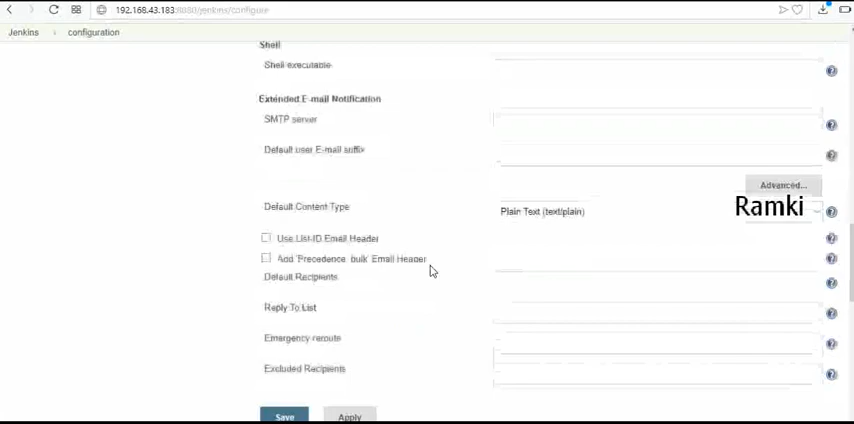 192.168.43.183:8080/jenkins/configure
Jenkins › configuration
Shell
Shell executable
Extended E-mail Notification
SMTP server
Default user E-mail suffix
Advanced...
Default Content Type
Plain Text (text/plain)
Ramki
Use List-ID Email Header
Add 'Precedence: bulk' Email Header
Default Recipients
Reply To List
Emergency reroute
Excluded Recipients
Save Apply